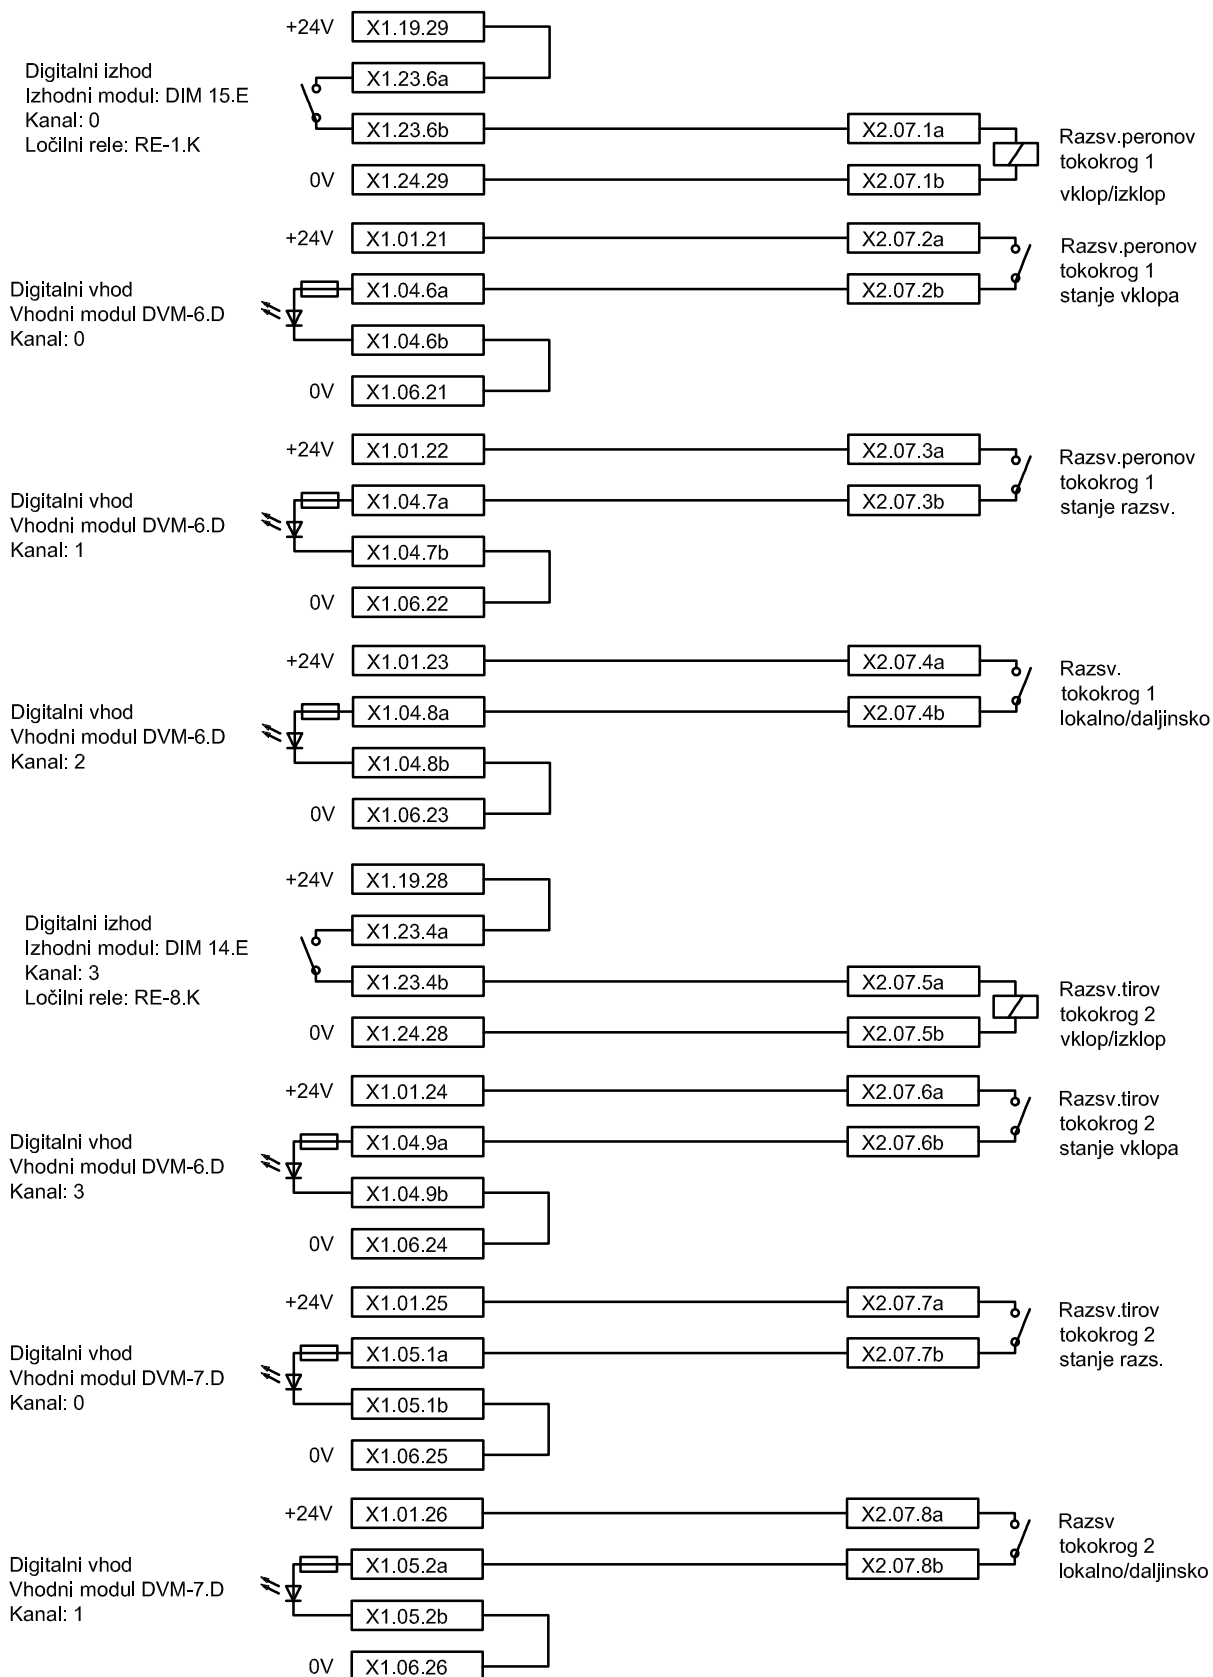 +24V X1.19.29
Digitalni izhod
Izhodni modul: DIM 15.E
Kanal: 0
Ločilni rele: RE-1.K
X1.23.6a
X1.23.6b X2.07.1a
0V X1.24.29 X2.07.1b
Razsv.peronov
tokokrog 1
vklop/izklop
+24V X1.01.21 X2.07.2a
Razsv.peronov
tokokrog 1
stanje vklopa
Digitalni vhod
Vhodni modul DVM-6.D
Kanal: 0
X1.04.6a X2.07.2b
X1.04.6b
0V X1.06.21
+24V X1.01.22 X2.07.3a
Razsv.peronov
tokokrog 1
stanje razsv.
Digitalni vhod
Vhodni modul DVM-6.D
Kanal: 1
X1.04.7a X2.07.3b
X1.04.7b
0V X1.06.22
+24V X1.01.23 X2.07.4a
Razsv.
tokokrog 1
lokalno/daljinsko
Digitalni vhod
Vhodni modul DVM-6.D
Kanal: 2
X1.04.8a X2.07.4b
X1.04.8b
0V X1.06.23
+24V X1.19.28
Digitalni izhod
Izhodni modul: DIM 14.E
Kanal: 3
Ločilni rele: RE-8.K
X1.23.4a
X1.23.4b X2.07.5a
0V X1.24.28 X2.07.5b
Razsv.tirov
tokokrog 2
vklop/izklop
+24V X1.01.24 X2.07.6a
Razsv.tirov
tokokrog 2
stanje vklopa
Digitalni vhod
Vhodni modul DVM-6.D
Kanal: 3
X1.04.9a X2.07.6b
X1.04.9b
0V X1.06.24
+24V X1.01.25 X2.07.7a
Razsv.tirov
tokokrog 2
stanje razs.
Digitalni vhod
Vhodni modul DVM-7.D
Kanal: 0
X1.05.1a X2.07.7b
X1.05.1b
0V X1.06.25
+24V X1.01.26 X2.07.8a
Razsv
tokokrog 2
lokalno/daljinsko
Digitalni vhod
Vhodni modul DVM-7.D
Kanal: 1
X1.05.2a X2.07.8b
X1.05.2b
0V X1.06.26